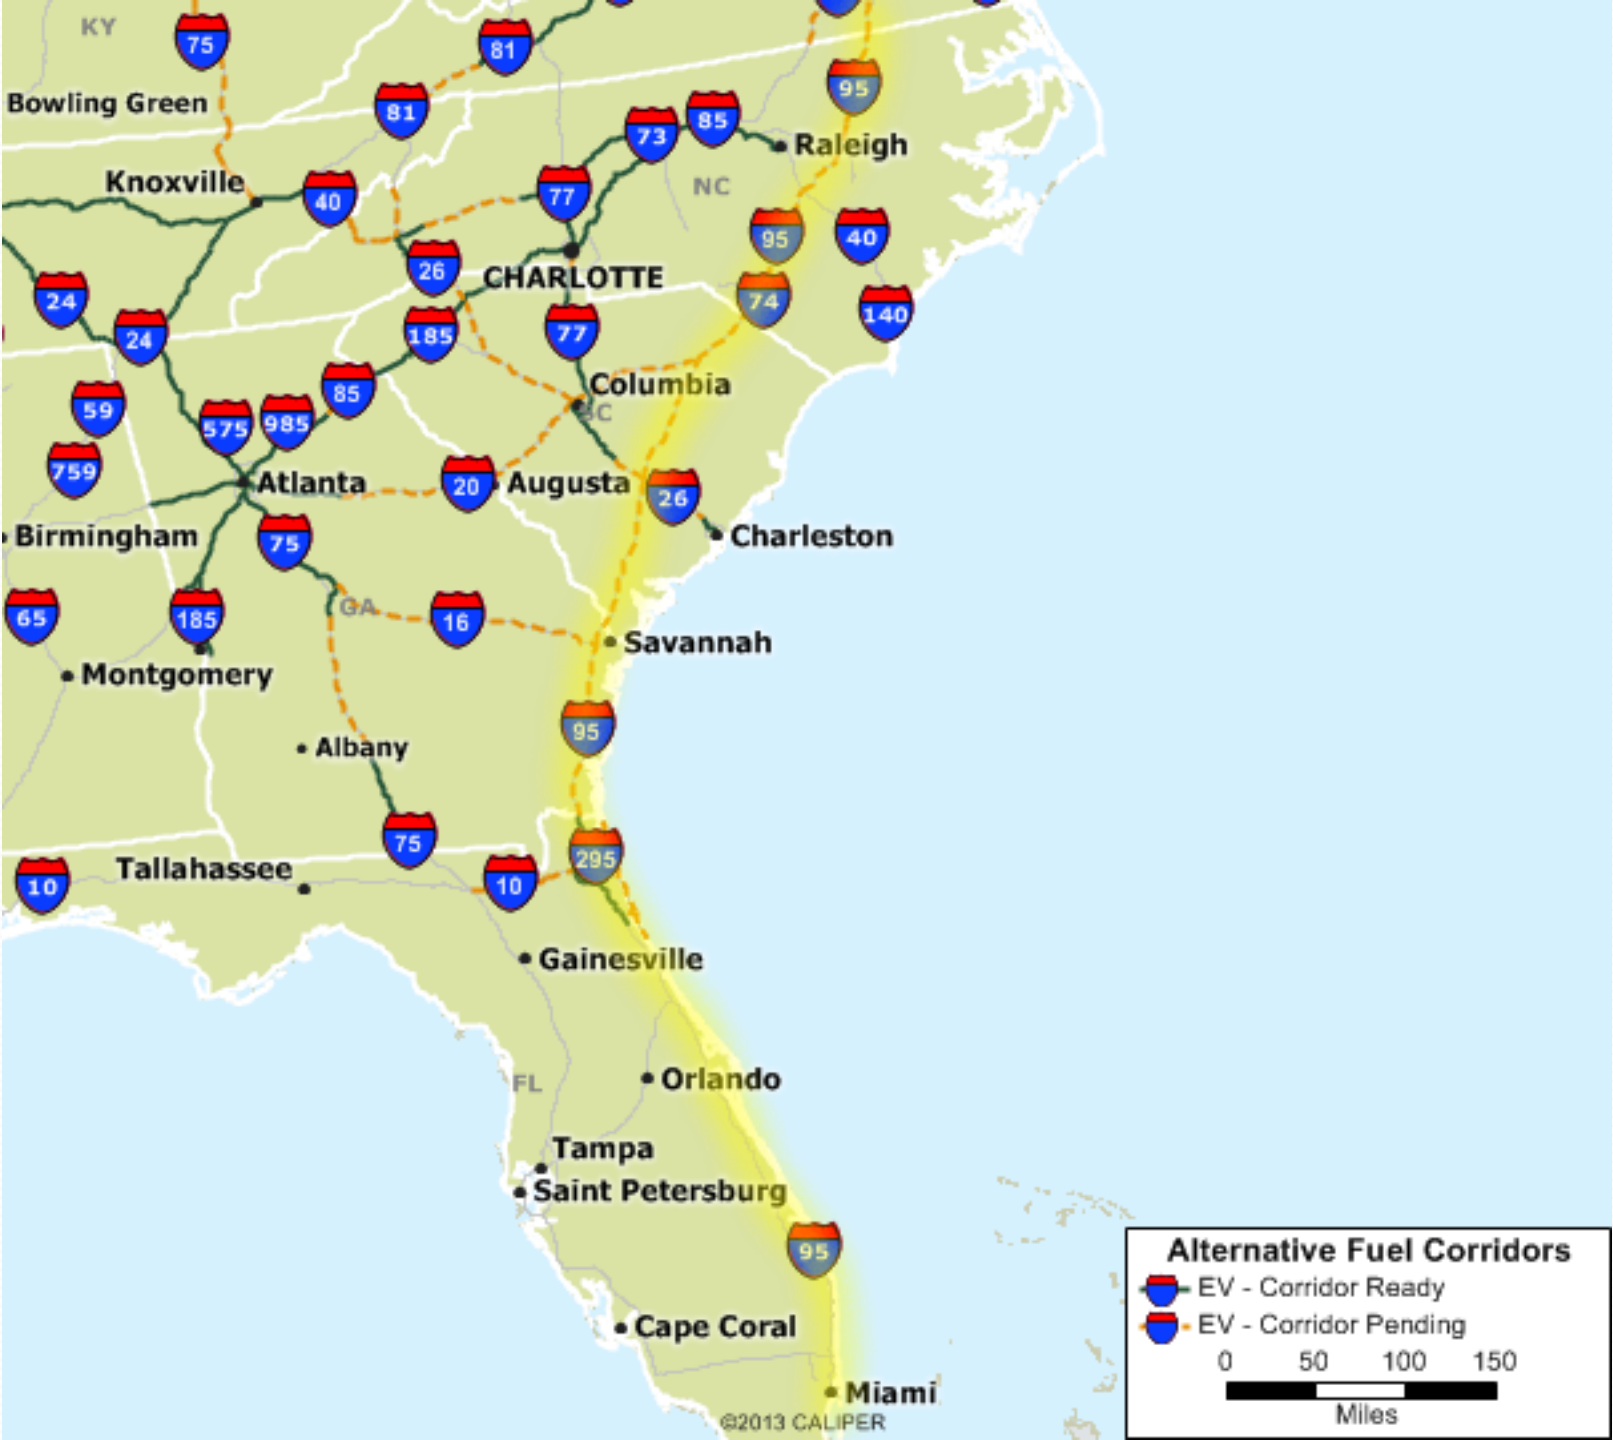 KY
75
81
95
Bowling Green
81
73
85
Raleigh
Knoxville
40
77
NC
95
40
26
CHARLOTTE
24
74
140
24
185
77
85
Columbia
SC
59
575
985
759
Atlanta
20
Augusta
26
Birmingham
75
Charleston
65
185
GA
16
Savannah
Montgomery
95
Albany
75
295
Tallahassee
10
10
Gainesville
FL
Orlando
Tampa
Saint Petersburg
95
Cape Coral
Miami
©2013 CALIPER
Alternative Fuel Corridors
EV - Corridor Ready
EV - Corridor Pending
0 50 100 150
Miles